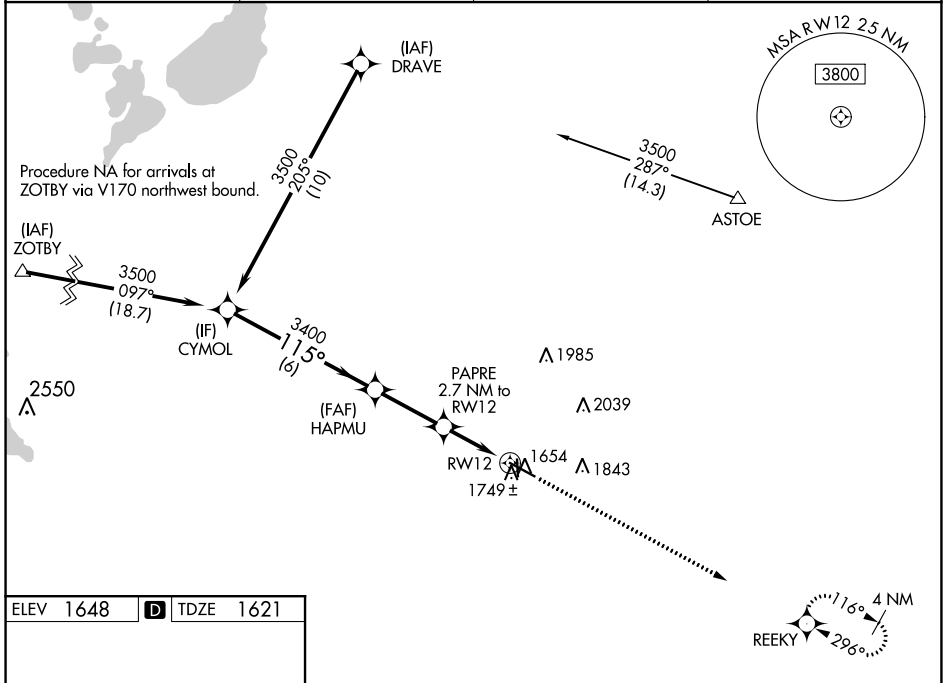 (IAF)
DRAVE
MSA RW12 25 NM
3800
3500
205°
(10)
3500
287°
(14.3)
ASTOE
Procedure NA for arrivals at
ZOTBY via V170 northwest bound.
(IAF)
ZOTBY
3500
097°
(18.7)
(IF)
CYMOL
3400
115°
(6)
(FAF)
HAPMU
PAPRE
2.7 NM to
RW12
1985
2039
2550
RW12
1654
1843
1749±
ELEV 1648 D TDZE 1621
REEKY
116°
4 NM
296°